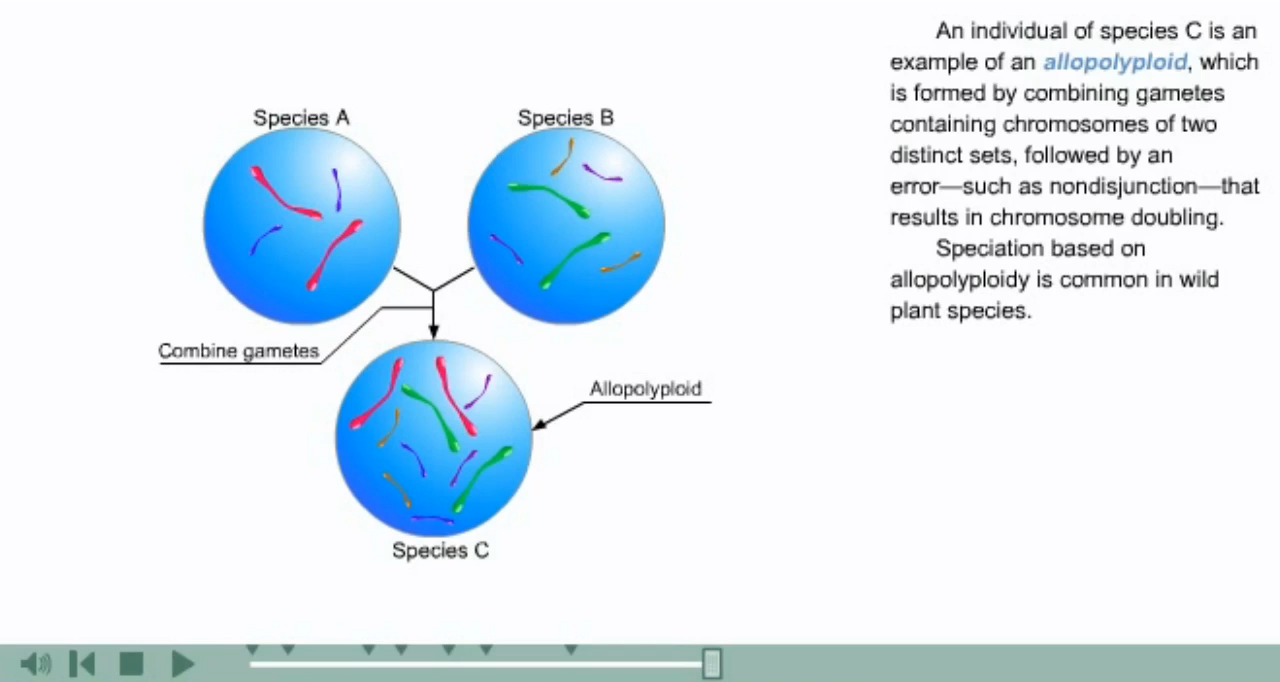 An individual of species C is an
example of an allopolyploid, which
is formed by combining gametes
containing chromosomes of two
distinct sets, followed by an
error—such as nondisjunction—that
results in chromosome doubling.
Speciation based on
allopolyploidy is common in wild
plant species.
Species A
Species B
Combine gametes
Allopolyploid
Species C